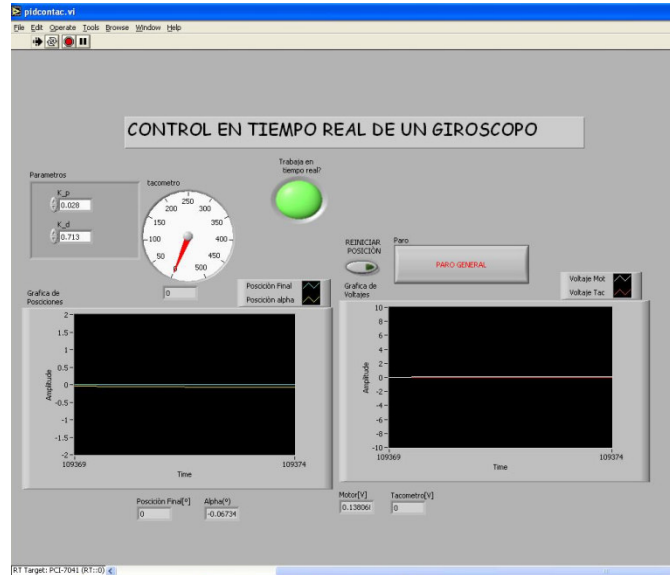 pidcontac.vi
File Edit Operate Tools Browse Window Help
CONTROL EN TIEMPO REAL DE UN GIROSCOPO
Parametros
K_p
0.028
K_d
0.713
tacometro
0 50 100 150 200 250 300 350 400 450 500
0
Trabaja en
tiempo real?
REINICIAR
POSICIÓN
Paro
PARO GENERAL
Grafica de
Posciciones
Posición Final
Posición alpha
2
1.5
1
0.5
0
-0.5
-1
-1.5
-2
Amplitude
109369 109374
Time
Grafica de
Voltajes
Voltaje Mot
Voltaje Tac
10
8
6
4
2
0
-2
-4
-6
-8
-10
Amplitude
109369 109374
Time
Posción Final[º] Alpha(º)
0 -0.06734
Motor[V] Tacometro[V]
0.13806 0
RT Target: PCI-7041 (RT::0)